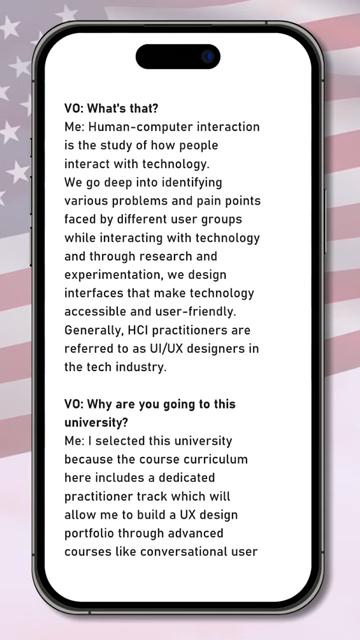 VO: What's that?
Me: Human-computer interaction
is the study of how people
interact with technology.
We go deep into identifying
various problems and pain points
faced by different user groups
while interacting with technology
and through research and
experimentation, we design
interfaces that make technology
accessible and user-friendly.
Generally, HCI practitioners are
referred to as UI/UX designers in
the tech industry.
VO: Why are you going to this
university?
Me: I selected this university
because the course curriculum
here includes a dedicated
practitioner track which will
allow me to build a UX design
portfolio through advanced
courses like conversational user